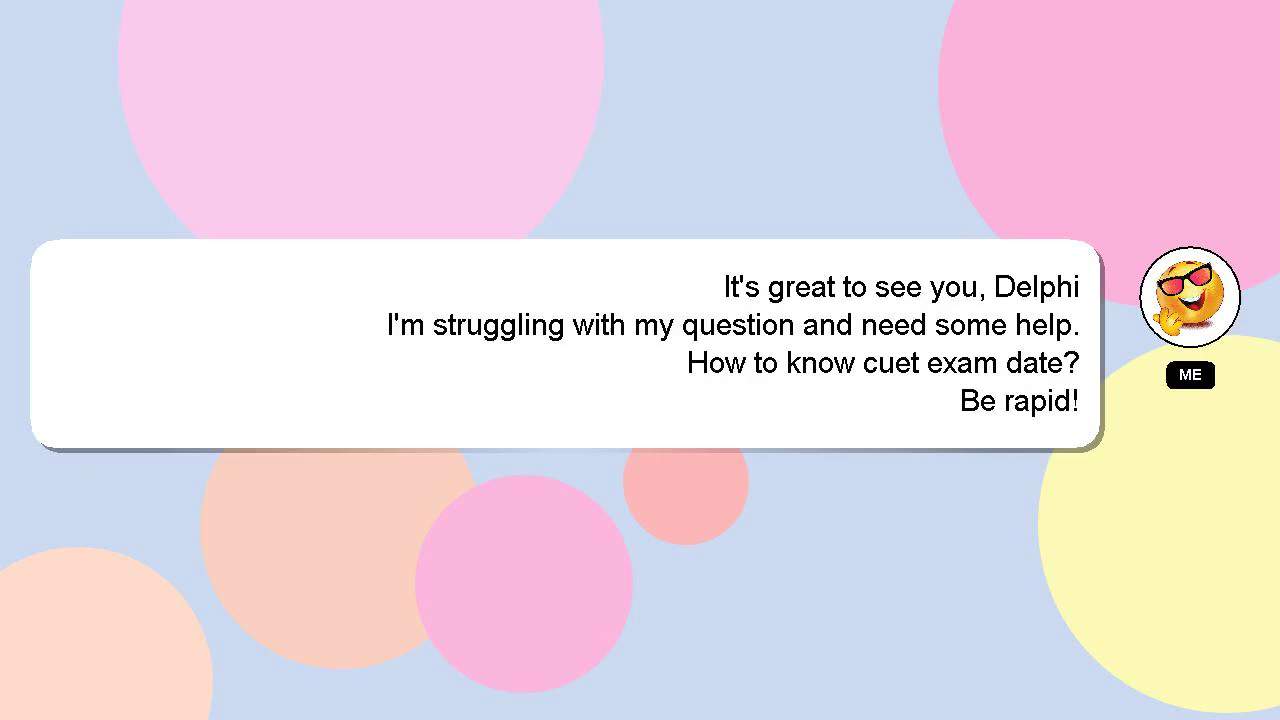 It's great to see you, Delphi
I'm struggling with my question and need some help.
How to know cuet exam date?
Be rapid!
ME